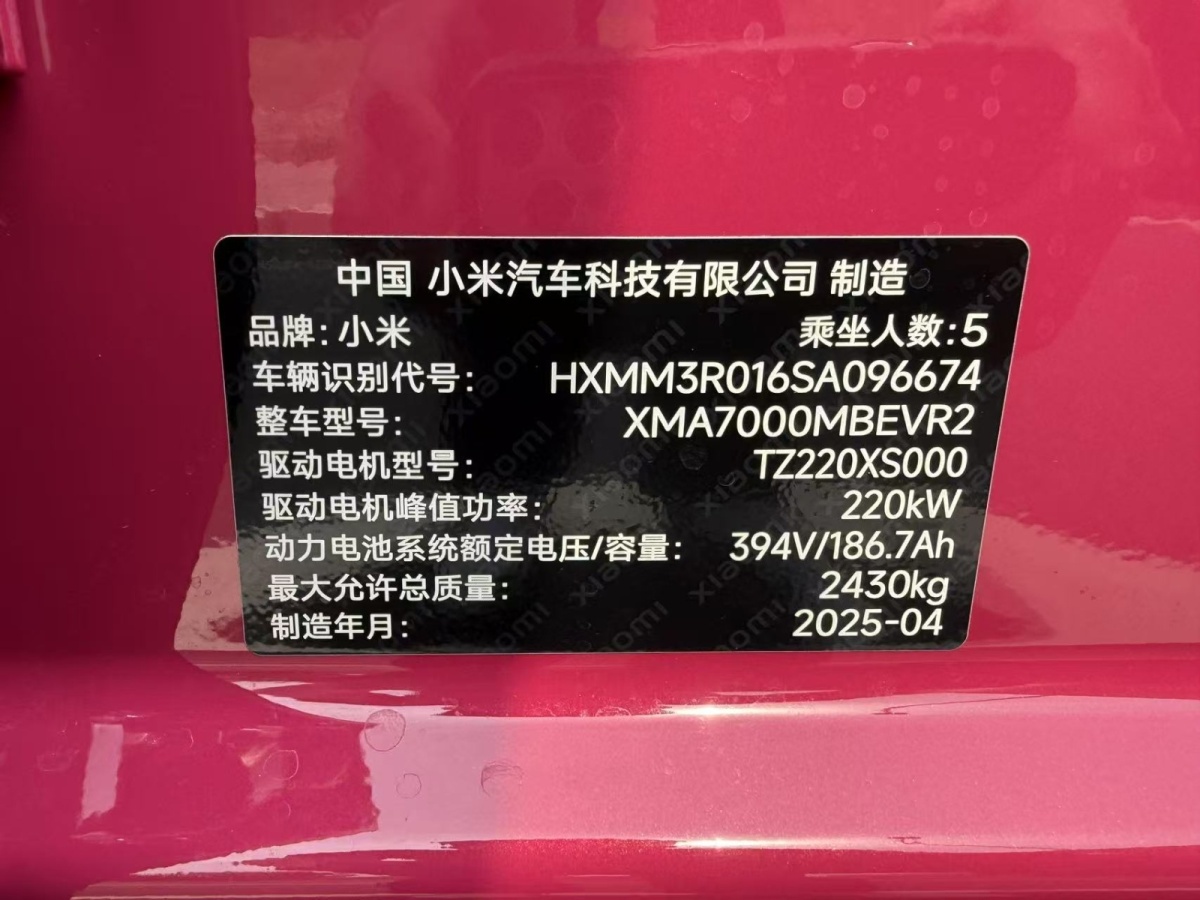 中国 小米汽车科技有限公司 制造
品牌: 小米 乘坐人数:5
车辆识别代号: HXMM3R016SA096674
整车型号: XMA7000MBEVR2
驱动电机型号: TZ220XS000
驱动电机峰值功率: 220kW
动力电池系统额定电压/容量: 394V/186.7Ah
最大允许总质量: 2430kg
制造年月: 2025-04